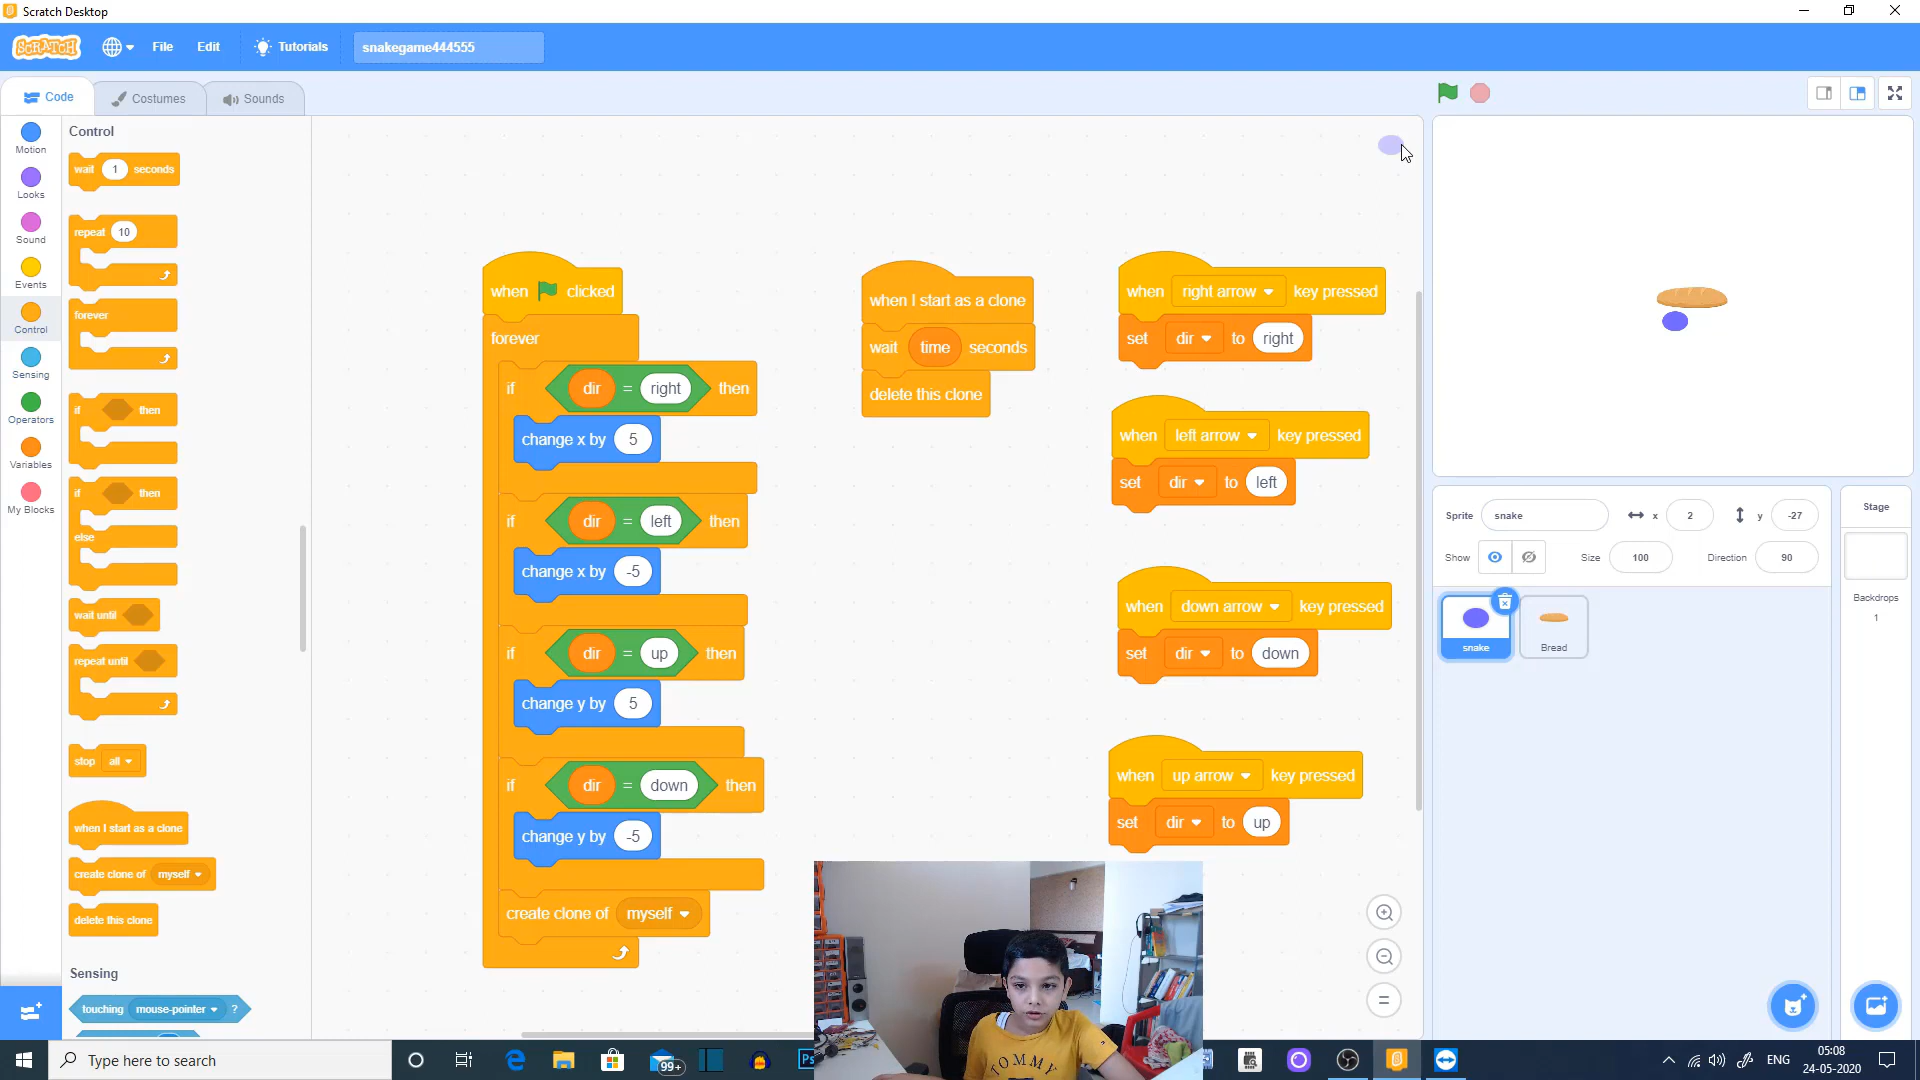 Scratch Desktop
SCRATCH
File
Edit
Tutorials
snakegame444555
Code
Costumes
Sounds
Motion
Looks
Sound
Events
Control
Sensing
Operators
Variables
My Blocks
Control
wait 1 seconds
repeat 10
forever
if then
if then
else
wait until
repeat until
stop all
when I start as a clone
create clone of myself
delete this clone
Sensing
touching mouse-pointer ?
when clicked
forever
if dir = right then
change x by 5
if dir = left then
change x by -5
if dir = up then
change y by 5
if dir = down then
change y by -5
create clone of myself
when I start as a clone
wait time seconds
delete this clone
when right arrow key pressed
set dir to right
when left arrow key pressed
set dir to left
when down arrow key pressed
set dir to down
when up arrow key pressed
set dir to up
Sprite snake x 2 y -27
Show Size 100 Direction 90
snake
Bread
Stage
Backdrops
1
TOMMY
Type here to search
99+
Ps
ENG
05:08
24-05-2020